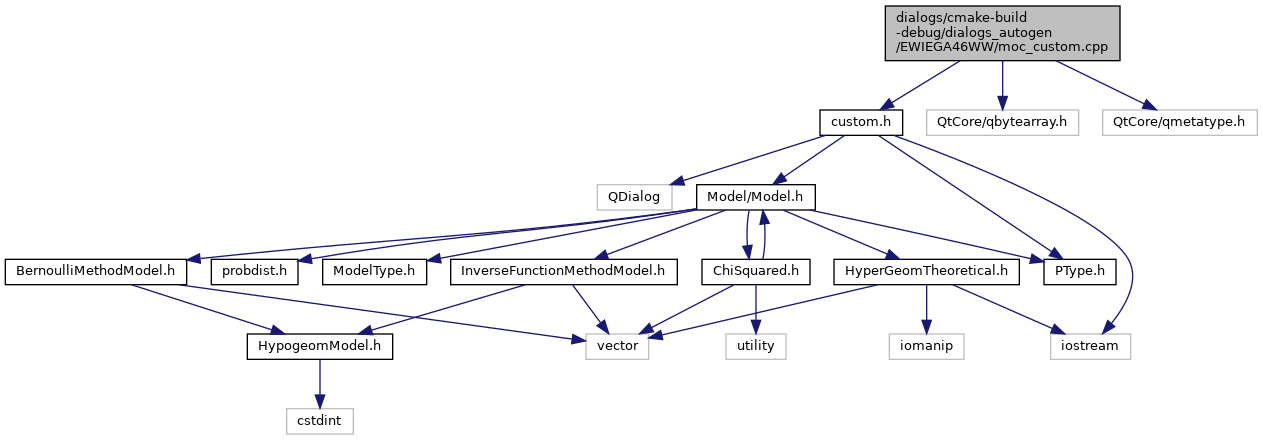 dialogs/cmake-build
-debug/dialogs_autogen
/EWIEGA46WW/moc_custom.cpp
custom.h
QtCore/qbytearray.h
QtCore/qmetatype.h
QDialog
Model/Model.h
BernoulliMethodModel.h
probdist.h
ModelType.h
InverseFunctionMethodModel.h
ChiSquared.h
HyperGeomTheoretical.h
PType.h
HypogeomModel.h
vector
utility
iomanip
iostream
cstdint